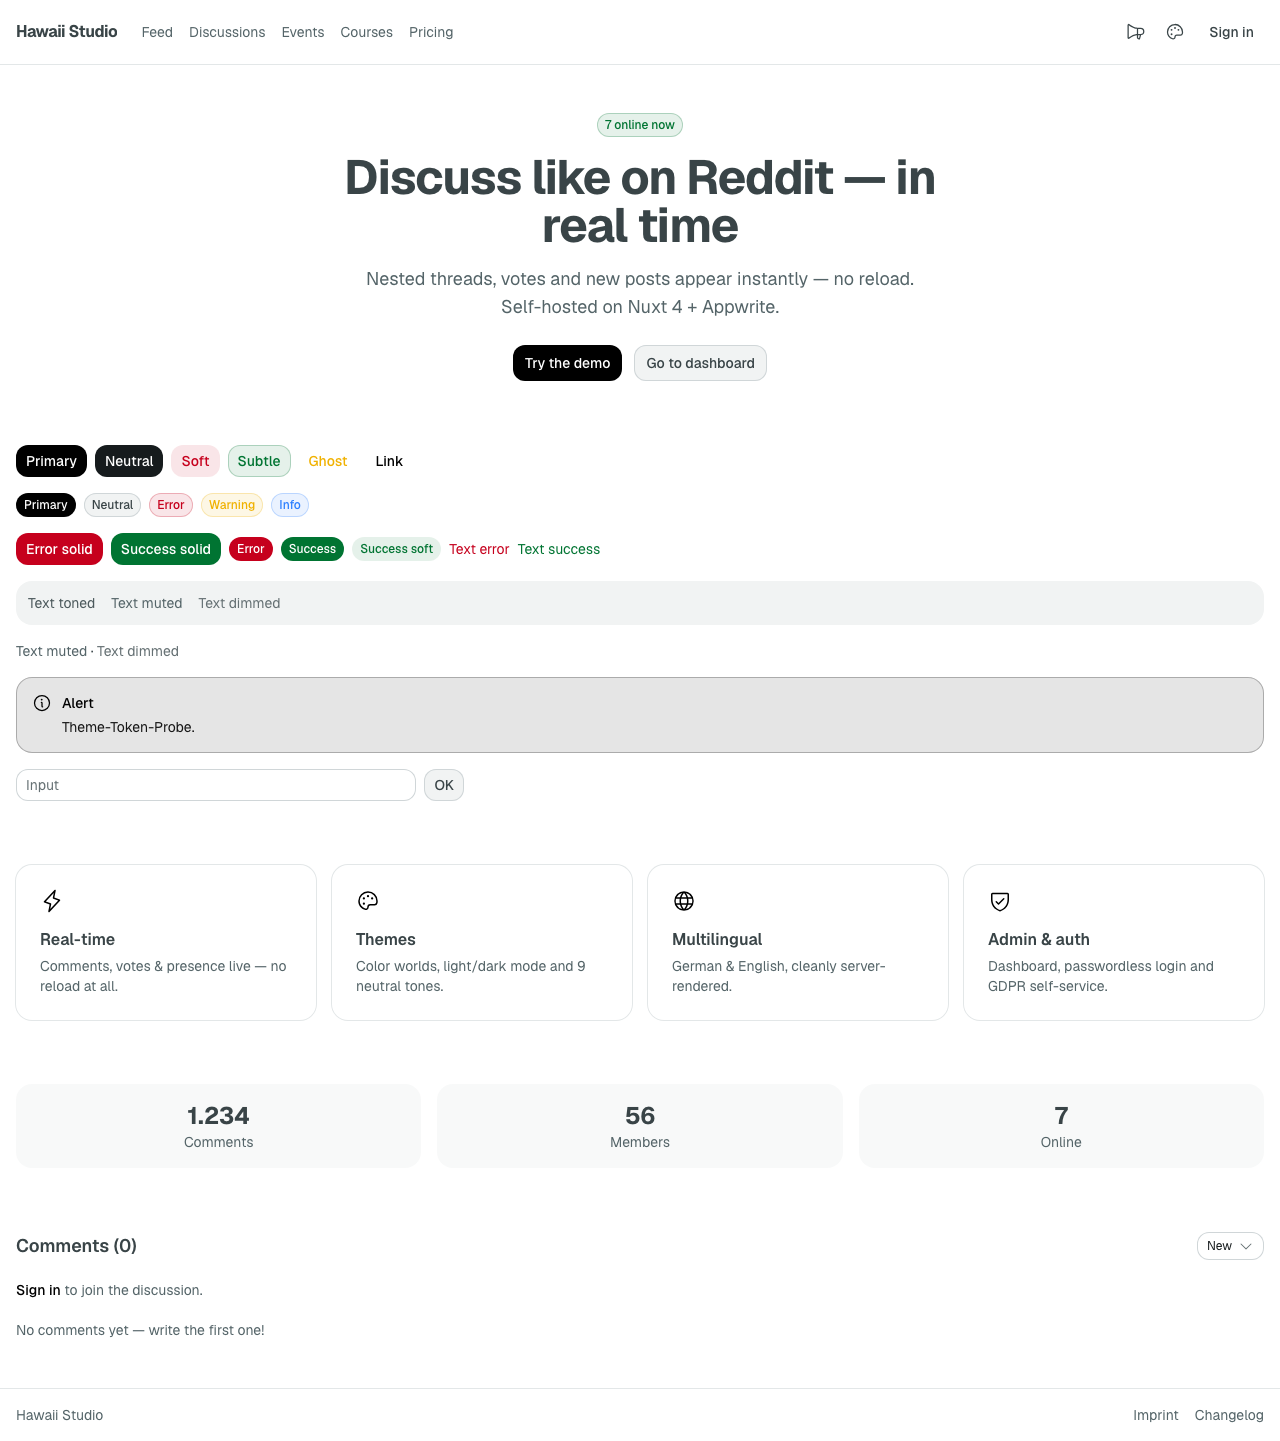 Hawaii Studio Feed Discussions Events Courses Pricing Sign in
7 online now
Discuss like on Reddit — in
real time
Nested threads, votes and new posts appear instantly — no reload.
Self-hosted on Nuxt 4 + Appwrite.
Try the demo Go to dashboard
Primary Neutral Soft Subtle Ghost Link
Primary Neutral Error Warning Info
Error solid Success solid Error Success Success soft Text error Text success
Text toned Text muted Text dimmed
Text muted · Text dimmed
Alert
Theme-Token-Probe.
Input OK
Real-time
Comments, votes & presence live — no
reload at all.
Themes
Color worlds, light/dark mode and 9
neutral tones.
Multilingual
German & English, cleanly server-
rendered.
Admin & auth
Dashboard, passwordless login and
GDPR self-service.
1.234
Comments
56
Members
7
Online
Comments (0) New
Sign in to join the discussion.
No comments yet — write the first one!
Hawaii Studio Imprint Changelog